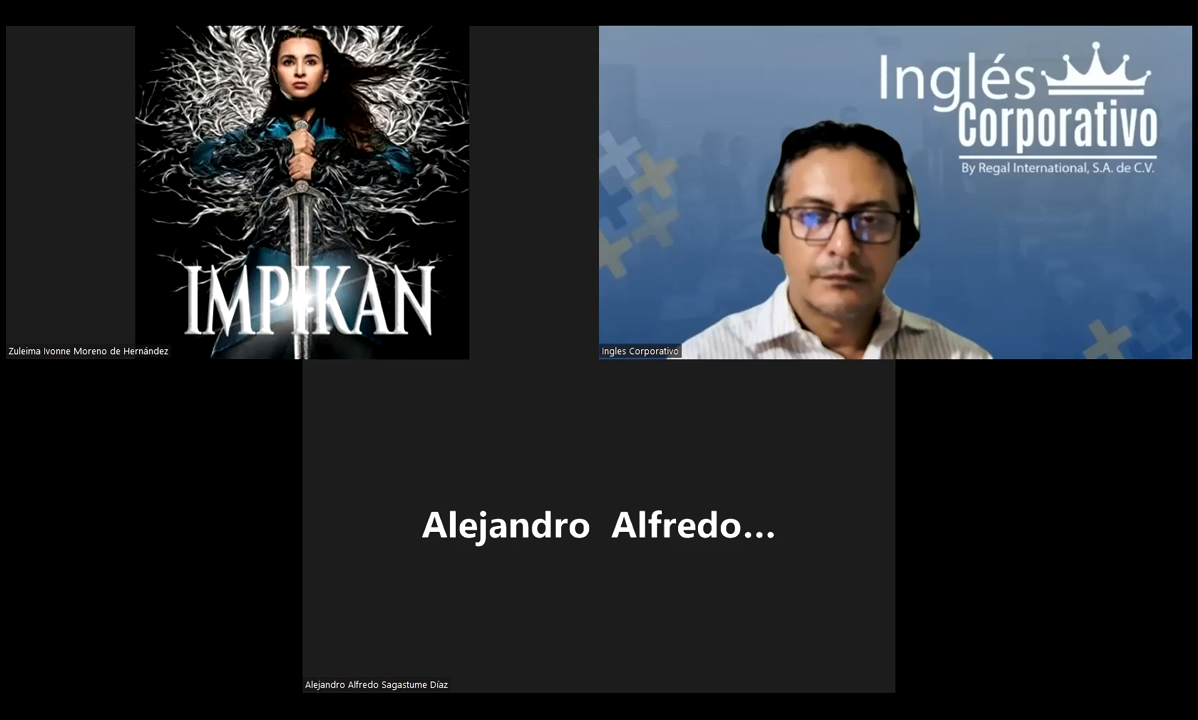 IMPIKAN
Zuleima Ivonne Moreno de Hernández
Inglés
Corporativo
By Regal International, S.A. de C.V.
Ingles Corporativo
Alejandro Alfredo...
Alejandro Alfredo Sagastume Díaz